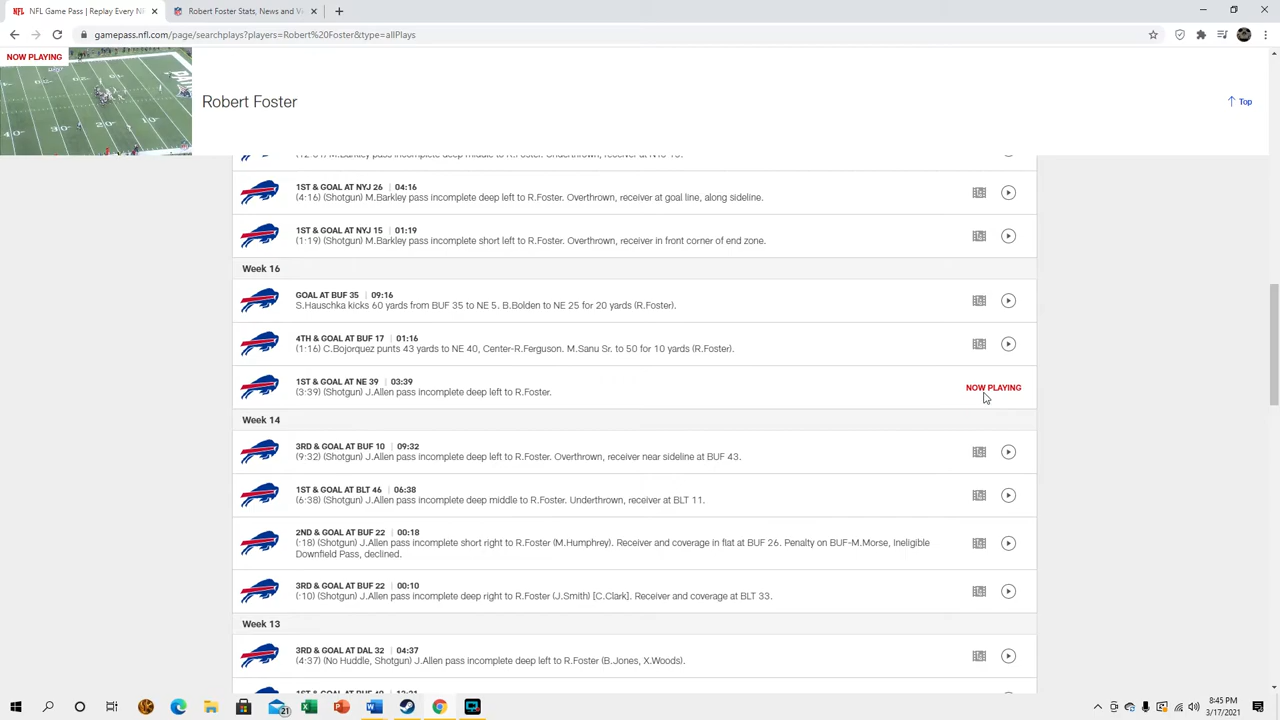 NFL Game Pass | Replay Every NF
Robert Foster Stats, News and Vi
gamepass.nfl.com/searchplays?players=Robert%20Foster&type=allPlays
NOW PLAYING
Robert Foster
Top
M.Barkley pass incomplete deep middle to R.Foster. Underthrown, receiver at
1ST & GOAL AT NYJ 26 | 04:16
(4:16) (Shotgun) M.Barkley pass incomplete deep left to R.Foster. Overthrown, receiver at goal line, along sideline.
1ST & GOAL AT NYJ 15 | 01:19
(1:19) (Shotgun) M.Barkley pass incomplete short left to R.Foster. Overthrown, receiver in front corner of end zone.
Week 16
GOAL AT BUF 35 | 09:16
S.Hauschka kicks 60 yards from BUF 35 to NE 5. B.Bolden to NE 25 for 20 yards (R.Foster).
4TH & GOAL AT BUF 17 | 01:16
(1:16) C.Bojorquez punts 43 yards to NE 40, Center-R.Ferguson. M.Sanu Sr. to 50 for 10 yards (R.Foster).
1ST & GOAL AT NE 39 | 03:39
(3:39) (Shotgun) J.Allen pass incomplete deep left to R.Foster.
NOW PLAYING
Week 14
3RD & GOAL AT BUF 10 | 09:32
(9:32) (Shotgun) J.Allen pass incomplete deep left to R.Foster. Overthrown, receiver near sideline at BUF 43.
1ST & GOAL AT BLT 46 | 06:38
(6:38) (Shotgun) J.Allen pass incomplete deep middle to R.Foster. Underthrown, receiver at BLT 11.
2ND & GOAL AT BUF 22 | 00:18
(:18) (Shotgun) J.Allen pass incomplete short right to R.Foster (M.Humphrey). Receiver and coverage in flat at BUF 26. Penalty on BUF-M.Morse, Ineligible
Downfield Pass, declined.
3RD & GOAL AT BUF 22 | 00:10
(:10) (Shotgun) J.Allen pass incomplete deep right to R.Foster (J.Smith) [C.Clark]. Receiver and coverage at BLT 33.
Week 13
3RD & GOAL AT DAL 32 | 04:37
(4:37) (No Huddle, Shotgun) J.Allen pass incomplete deep left to R.Foster (B.Jones, X.Woods).
21
8:45 PM
3/17/2021